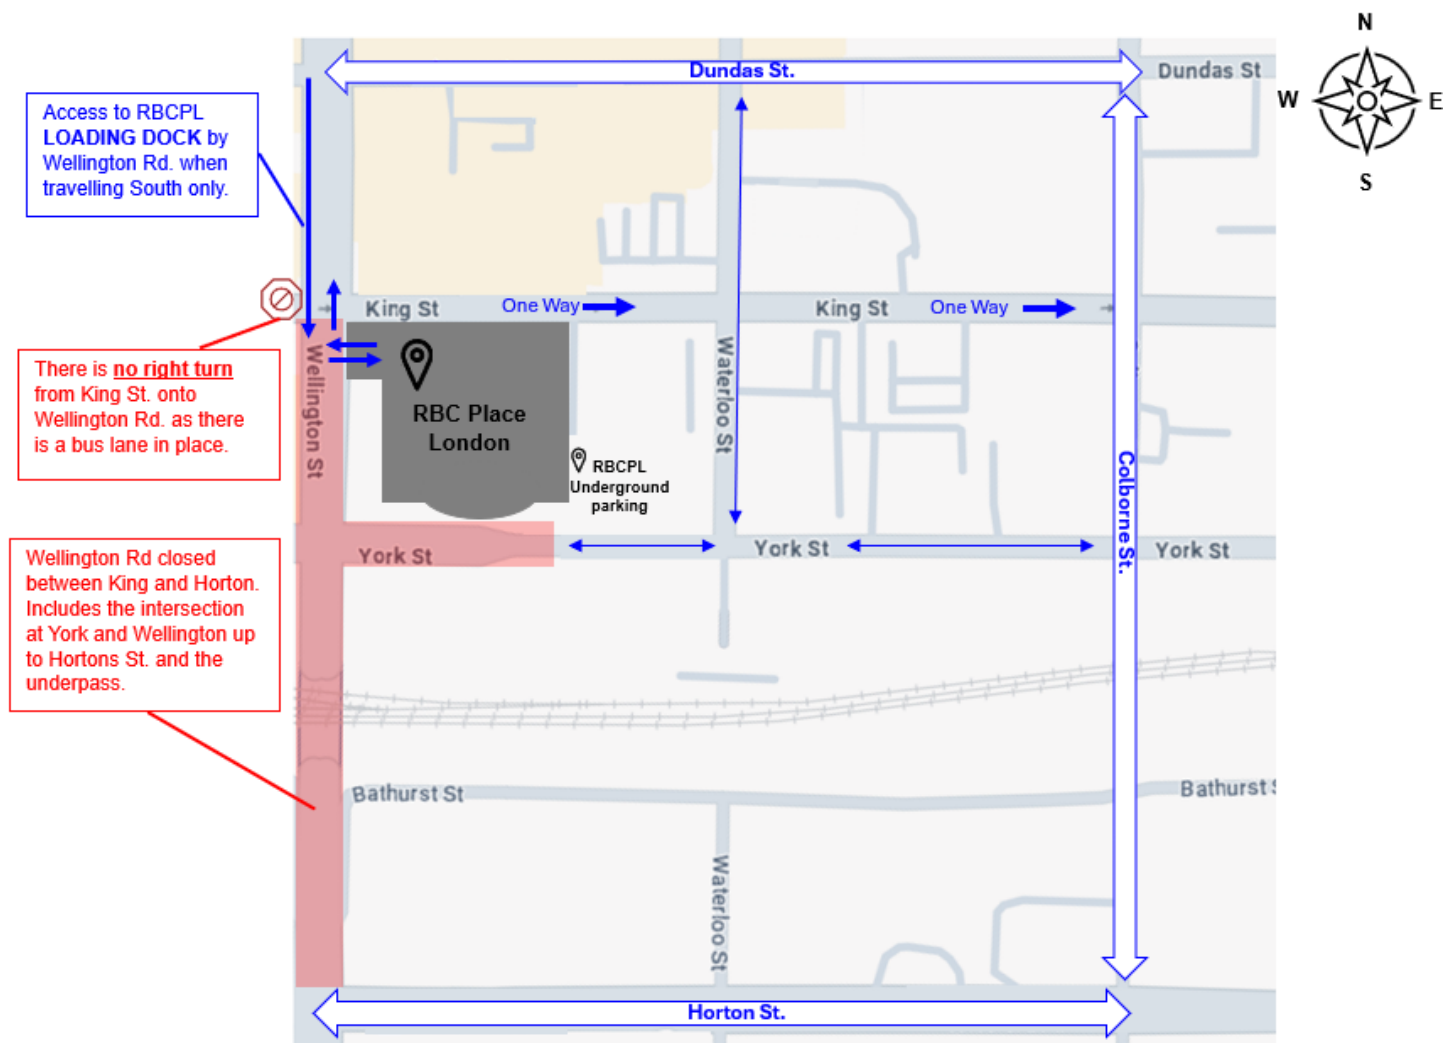 N
W
E
S
Dundas St.
Dundas St
Access to RBCPL
LOADING DOCK by
Wellington Rd. when
travelling South only.
King St
One Way
King St
One Way
There is no right turn
from King St. onto
Wellington Rd. as there
is a bus lane in place.
Wellington St
RBC Place
London
Waterloo St
RBCPL
Underground
parking
Colborne St.
York St
York St
York St
Wellington Rd closed
between King and Horton.
Includes the intersection
at York and Wellington up
to Hortons St. and the
underpass.
Bathurst St
Bathurst S
Waterloo St
Horton St.